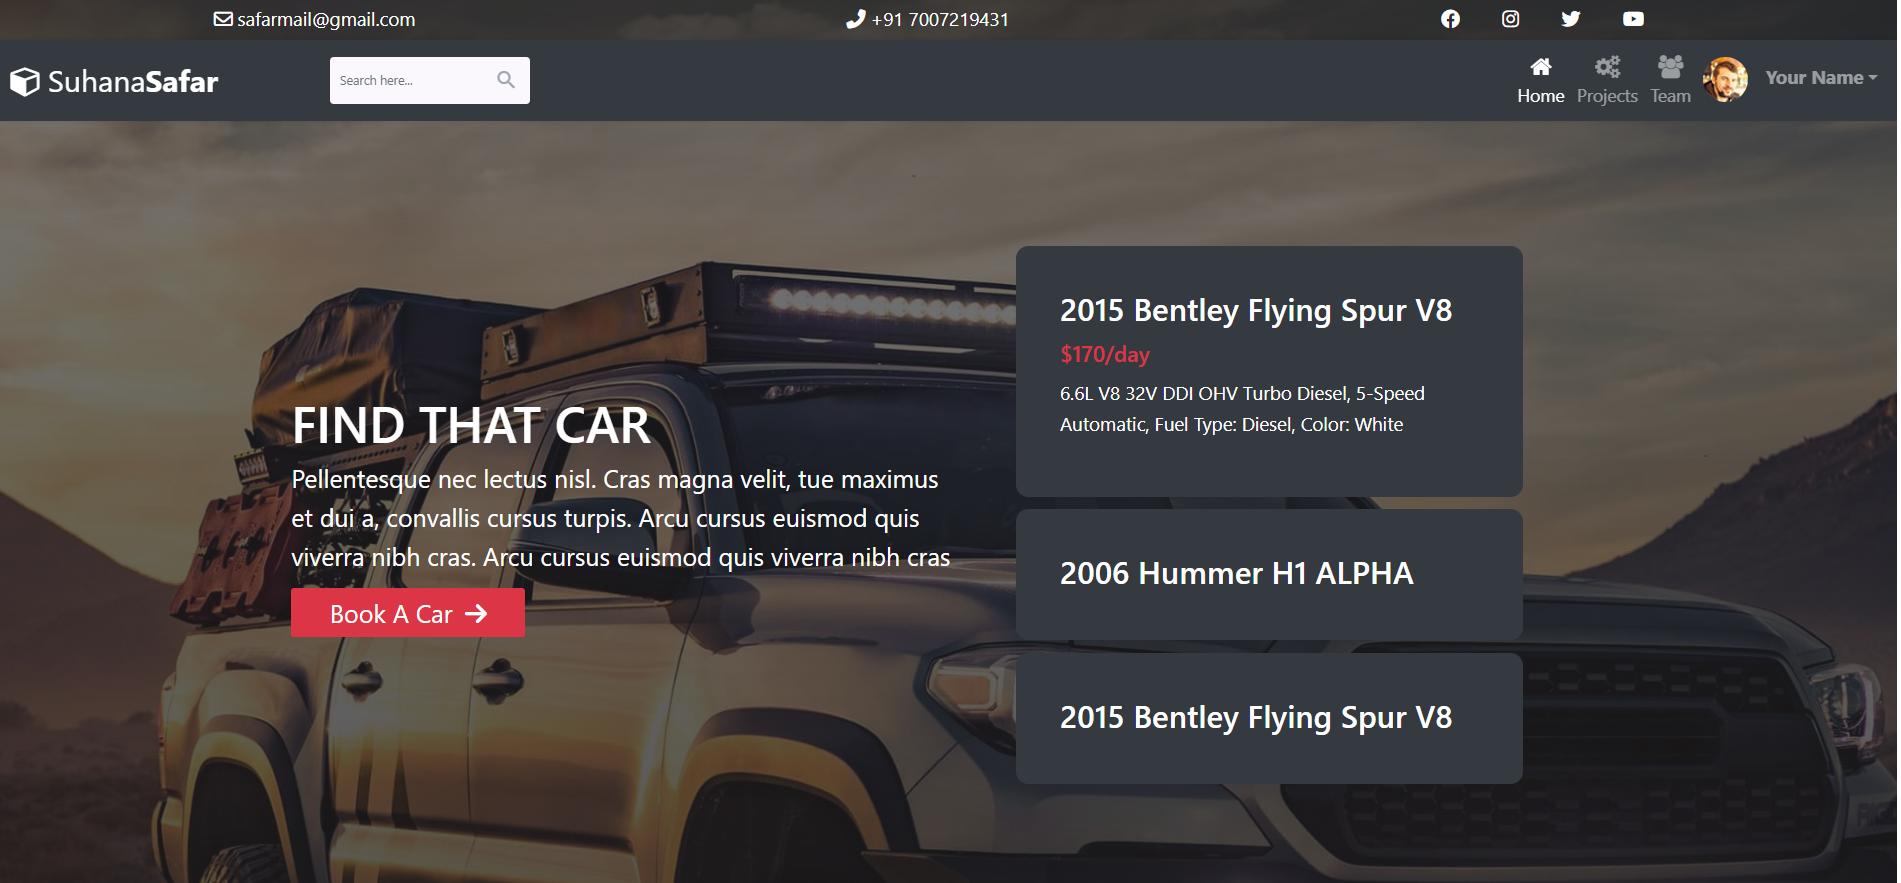 safarmail@gmail.com
+91 7007219431
SuhanaSafar
Search here...
Home
Projects
Team
Your Name
FIND THAT CAR
Pellentesque nec lectus nisl. Cras magna velit, tue maximus
et dui a, convallis cursus turpis. Arcu cursus euismod quis
viverra nibh cras. Arcu cursus euismod quis viverra nibh cras
Book A Car
2015 Bentley Flying Spur V8
$170/day
6.6L V8 32V DDI OHV Turbo Diesel, 5-Speed
Automatic, Fuel Type: Diesel, Color: White
2006 Hummer H1 ALPHA
2015 Bentley Flying Spur V8